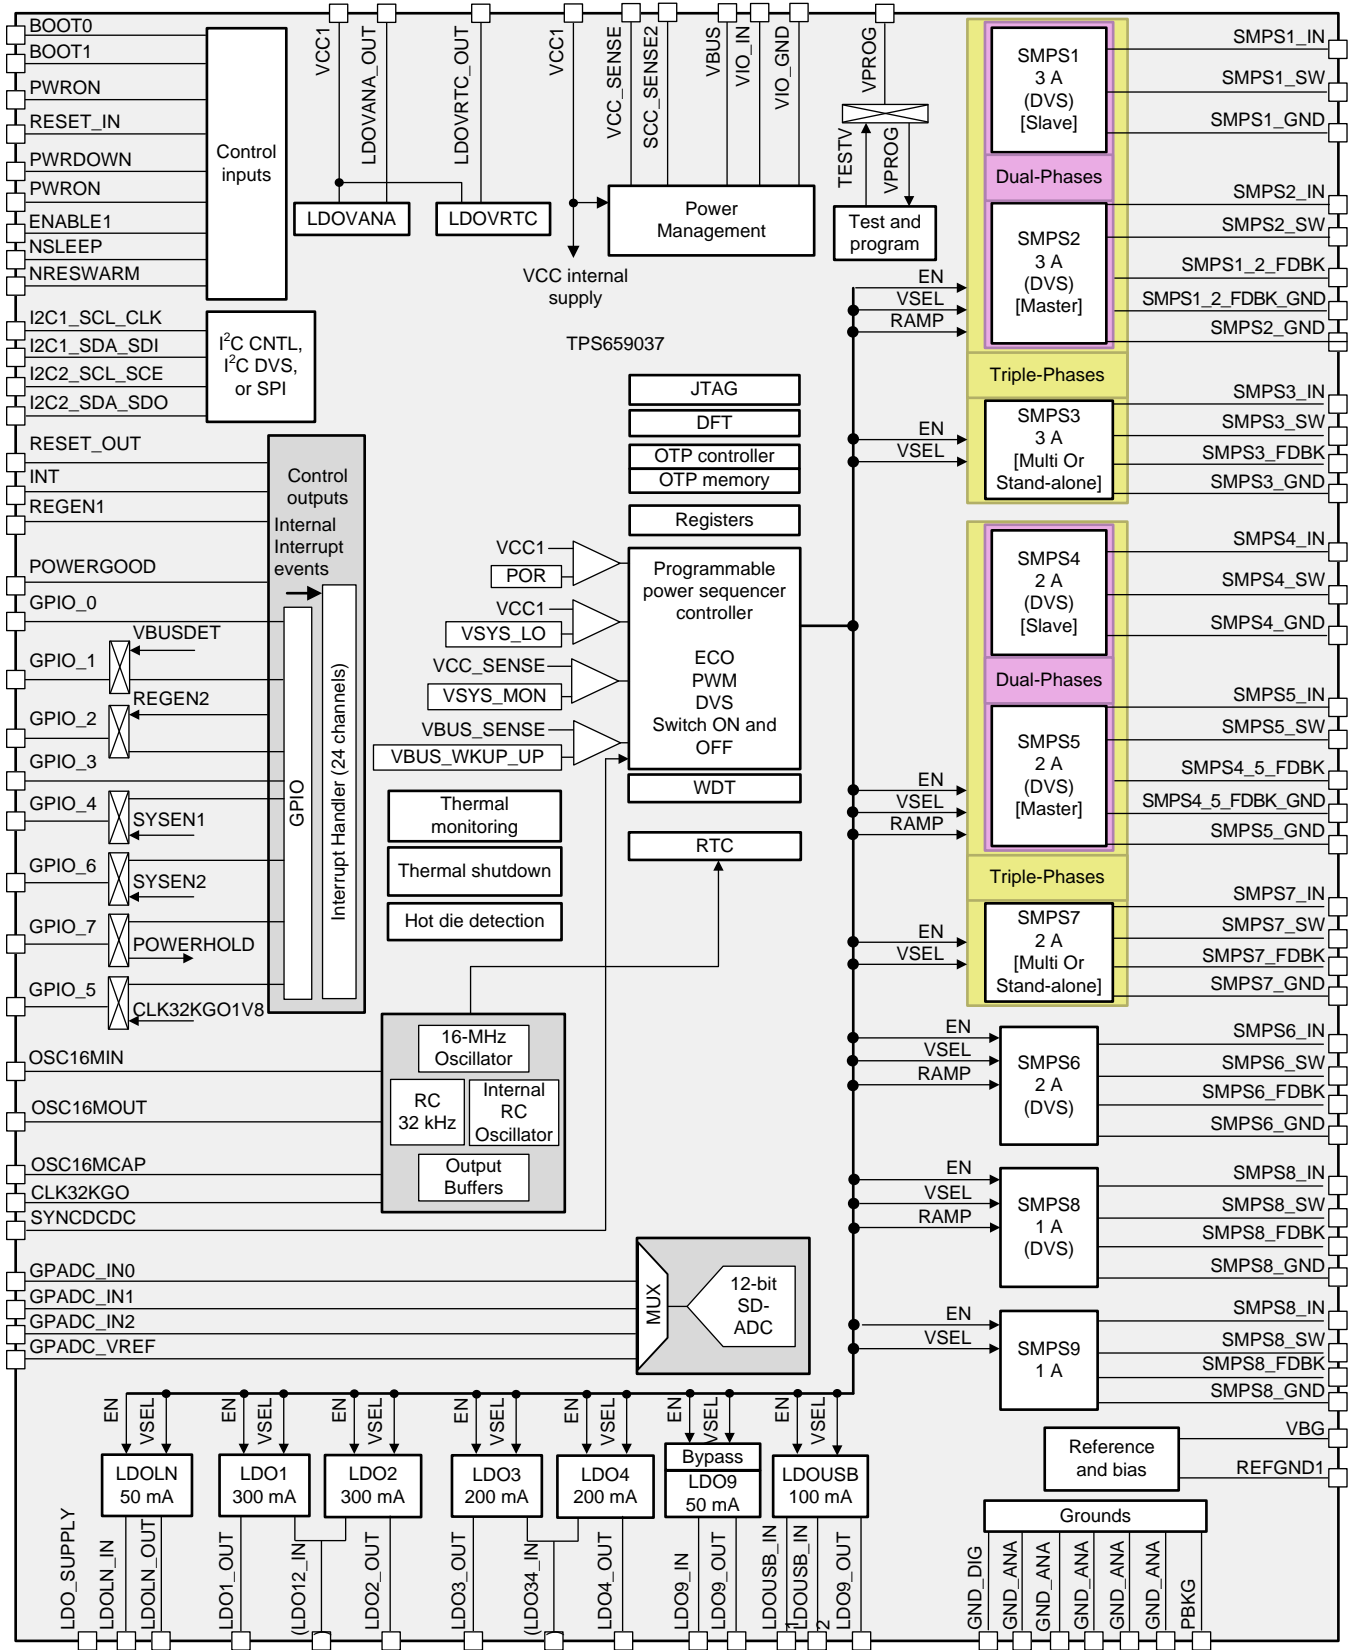 BOOT0
BOOT1
PWRON
RESET_IN
PWRDOWN
PWRON
ENABLE1
NSLEEP
NRESWARM
Control
inputs
I2C1_SCL_CLK
I2C1_SDA_SDI
I2C2_SCL_SCE
I2C2_SDA_SDO
I²C CNTL,
I²C DVS,
or SPI
VCC1
LDOVANA_OUT
LDOVRTC_OUT
LDOVANA
LDOVRTC
VCC1
VCC_SENSE
SCC_SENSE2
VBUS
VIO_IN
VIO_GND
Power
Management
VCC internal
supply
VPROG
TESTV
VPROG
Test and
program
TPS659037
JTAG
DFT
OTP controller
OTP memory
Registers
VCC1
POR
VCC1
VSYS_LO
VCC_SENSE
VSYS_MON
VBUS_SENSE
VBUS_WKUP_UP
Programmable
power sequencer
controller
ECO
PWM
DVS
Switch ON and
OFF
WDT
RTC
Thermal
monitoring
Thermal shutdown
Hot die detection
RESET_OUT
INT
REGEN1
POWERGOOD
GPIO_0
VBUSDET
GPIO_1
REGEN2
GPIO_2
GPIO_3
GPIO_4
SYSEN1
GPIO_6
SYSEN2
GPIO_7
POWERHOLD
GPIO_5
CLK32KGO1V8
Control
outputs
Internal
Interrupt
events
GPIO
Interrupt Handler (24 channels)
OSC16MIN
OSC16MOUT
OSC16MCAP
CLK32KGO
SYNCDCDC
16-MHz
Oscillator
RC
32 kHz
Internal
RC
Oscillator
Output
Buffers
GPADC_IN0
GPADC_IN1
GPADC_IN2
GPADC_VREF
MUX
12-bit
SD-
ADC
SMPS1
3 A
(DVS)
[Slave]
SMPS1_IN
SMPS1_SW
SMPS1_GND
Dual-Phases
EN
VSEL
RAMP
SMPS2
3 A
(DVS)
[Master]
SMPS2_IN
SMPS2_SW
SMPS1_2_FDBK
SMPS1_2_FDBK_GND
SMPS2_GND
Triple-Phases
EN
VSEL
SMPS3
3 A
[Multi Or
Stand-alone]
SMPS3_IN
SMPS3_SW
SMPS3_FDBK
SMPS3_GND
SMPS4
2 A
(DVS)
[Slave]
SMPS4_IN
SMPS4_SW
SMPS4_GND
Dual-Phases
EN
VSEL
RAMP
SMPS5
2 A
(DVS)
[Master]
SMPS5_IN
SMPS5_SW
SMPS4_5_FDBK
SMPS4_5_FDBK_GND
SMPS5_GND
Triple-Phases
EN
VSEL
SMPS7
2 A
[Multi Or
Stand-alone]
SMPS7_IN
SMPS7_SW
SMPS7_FDBK
SMPS7_GND
EN
VSEL
RAMP
SMPS6
2 A
(DVS)
SMPS6_IN
SMPS6_SW
SMPS6_FDBK
SMPS6_GND
EN
VSEL
RAMP
SMPS8
1 A
(DVS)
SMPS8_IN
SMPS8_SW
SMPS8_FDBK
SMPS8_GND
EN
VSEL
SMPS9
1 A
SMPS8_IN
SMPS8_SW
SMPS8_FDBK
SMPS8_GND
EN
VSEL
EN
VSEL
EN
VSEL
EN
VSEL
EN
VSEL
EN
VSEL
EN
VSEL
LDOLN
50 mA
LDO1
300 mA
LDO2
300 mA
LDO3
200 mA
LDO4
200 mA
Bypass
LDO9
50 mA
LDOUSB
100 mA
LDO_SUPPLY
LDOLN_IN
LDOLN_OUT
LDO1_OUT
(LDO12_IN
LDO2_OUT
LDO3_OUT
(LDO34_IN
LDO4_OUT
LDO9_IN
LDO9_OUT
LDOUSB_IN
1
LDOUSB_IN
2
LDO9_OUT
Reference
and bias
VBG
REFGND1
Grounds
GND_DIG
GND_ANA
GND_ANA
GND_ANA
GND_ANA
GND_ANA
PBKG